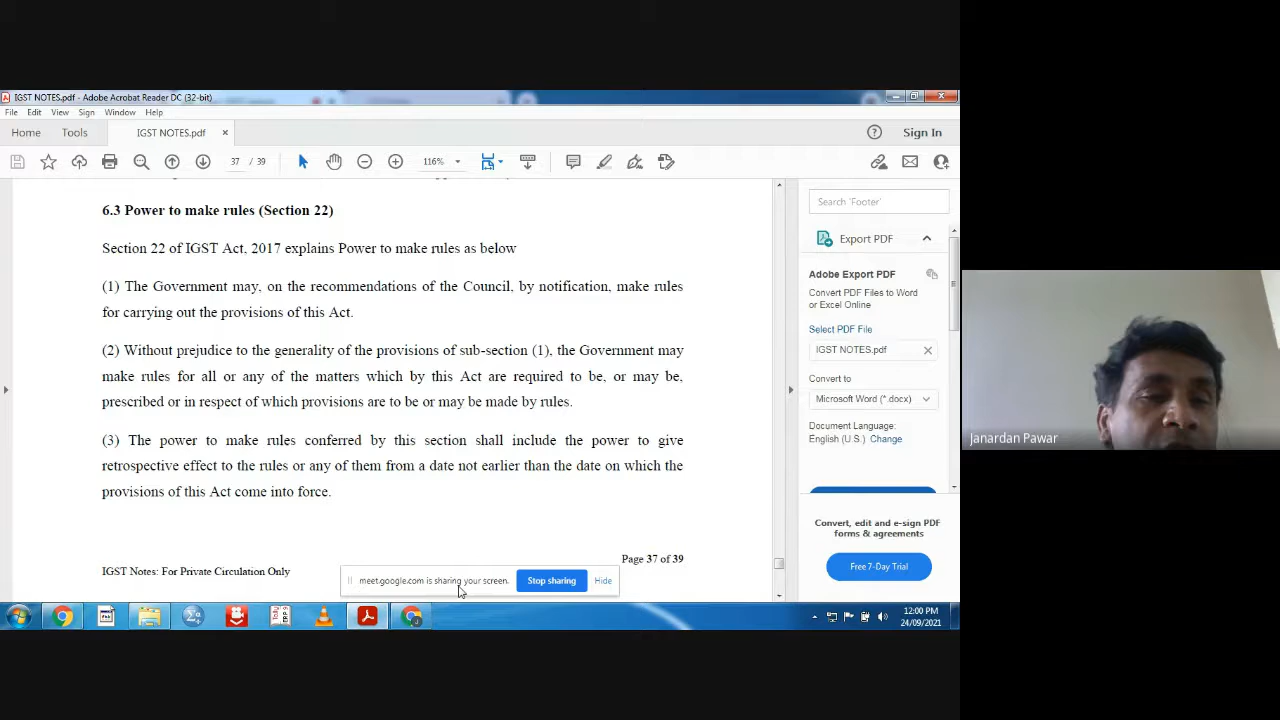 IGST NOTES.pdf - Adobe Acrobat Reader DC (32-bit)
File Edit View Sign Window Help
Home Tools IGST NOTES.pdf × Sign In
37 / 39 116%
6.3 Power to make rules (Section 22)
Section 22 of IGST Act, 2017 explains Power to make rules as below
(1) The Government may, on the recommendations of the Council, by notification, make rules
for carrying out the provisions of this Act.
(2) Without prejudice to the generality of the provisions of sub-section (1), the Government may
make rules for all or any of the matters which by this Act are required to be, or may be,
prescribed or in respect of which provisions are to be or may be made by rules.
(3) The power to make rules conferred by this section shall include the power to give
retrospective effect to the rules or any of them from a date not earlier than the date on which the
provisions of this Act come into force.
Page 37 of 39
IGST Notes: For Private Circulation Only
meet.google.com is sharing your screen. Stop sharing Hide
Search 'Footer'
Export PDF
Adobe Export PDF
Convert PDF Files to Word
or Excel Online
Select PDF File
IGST NOTES.pdf
Convert to
Microsoft Word (*.docx)
Document Language:
English (U.S.) Change
Convert, edit and e-sign PDF
forms & agreements
Free 7-Day Trial
12:00 PM
24/09/2021
Janardan Pawar